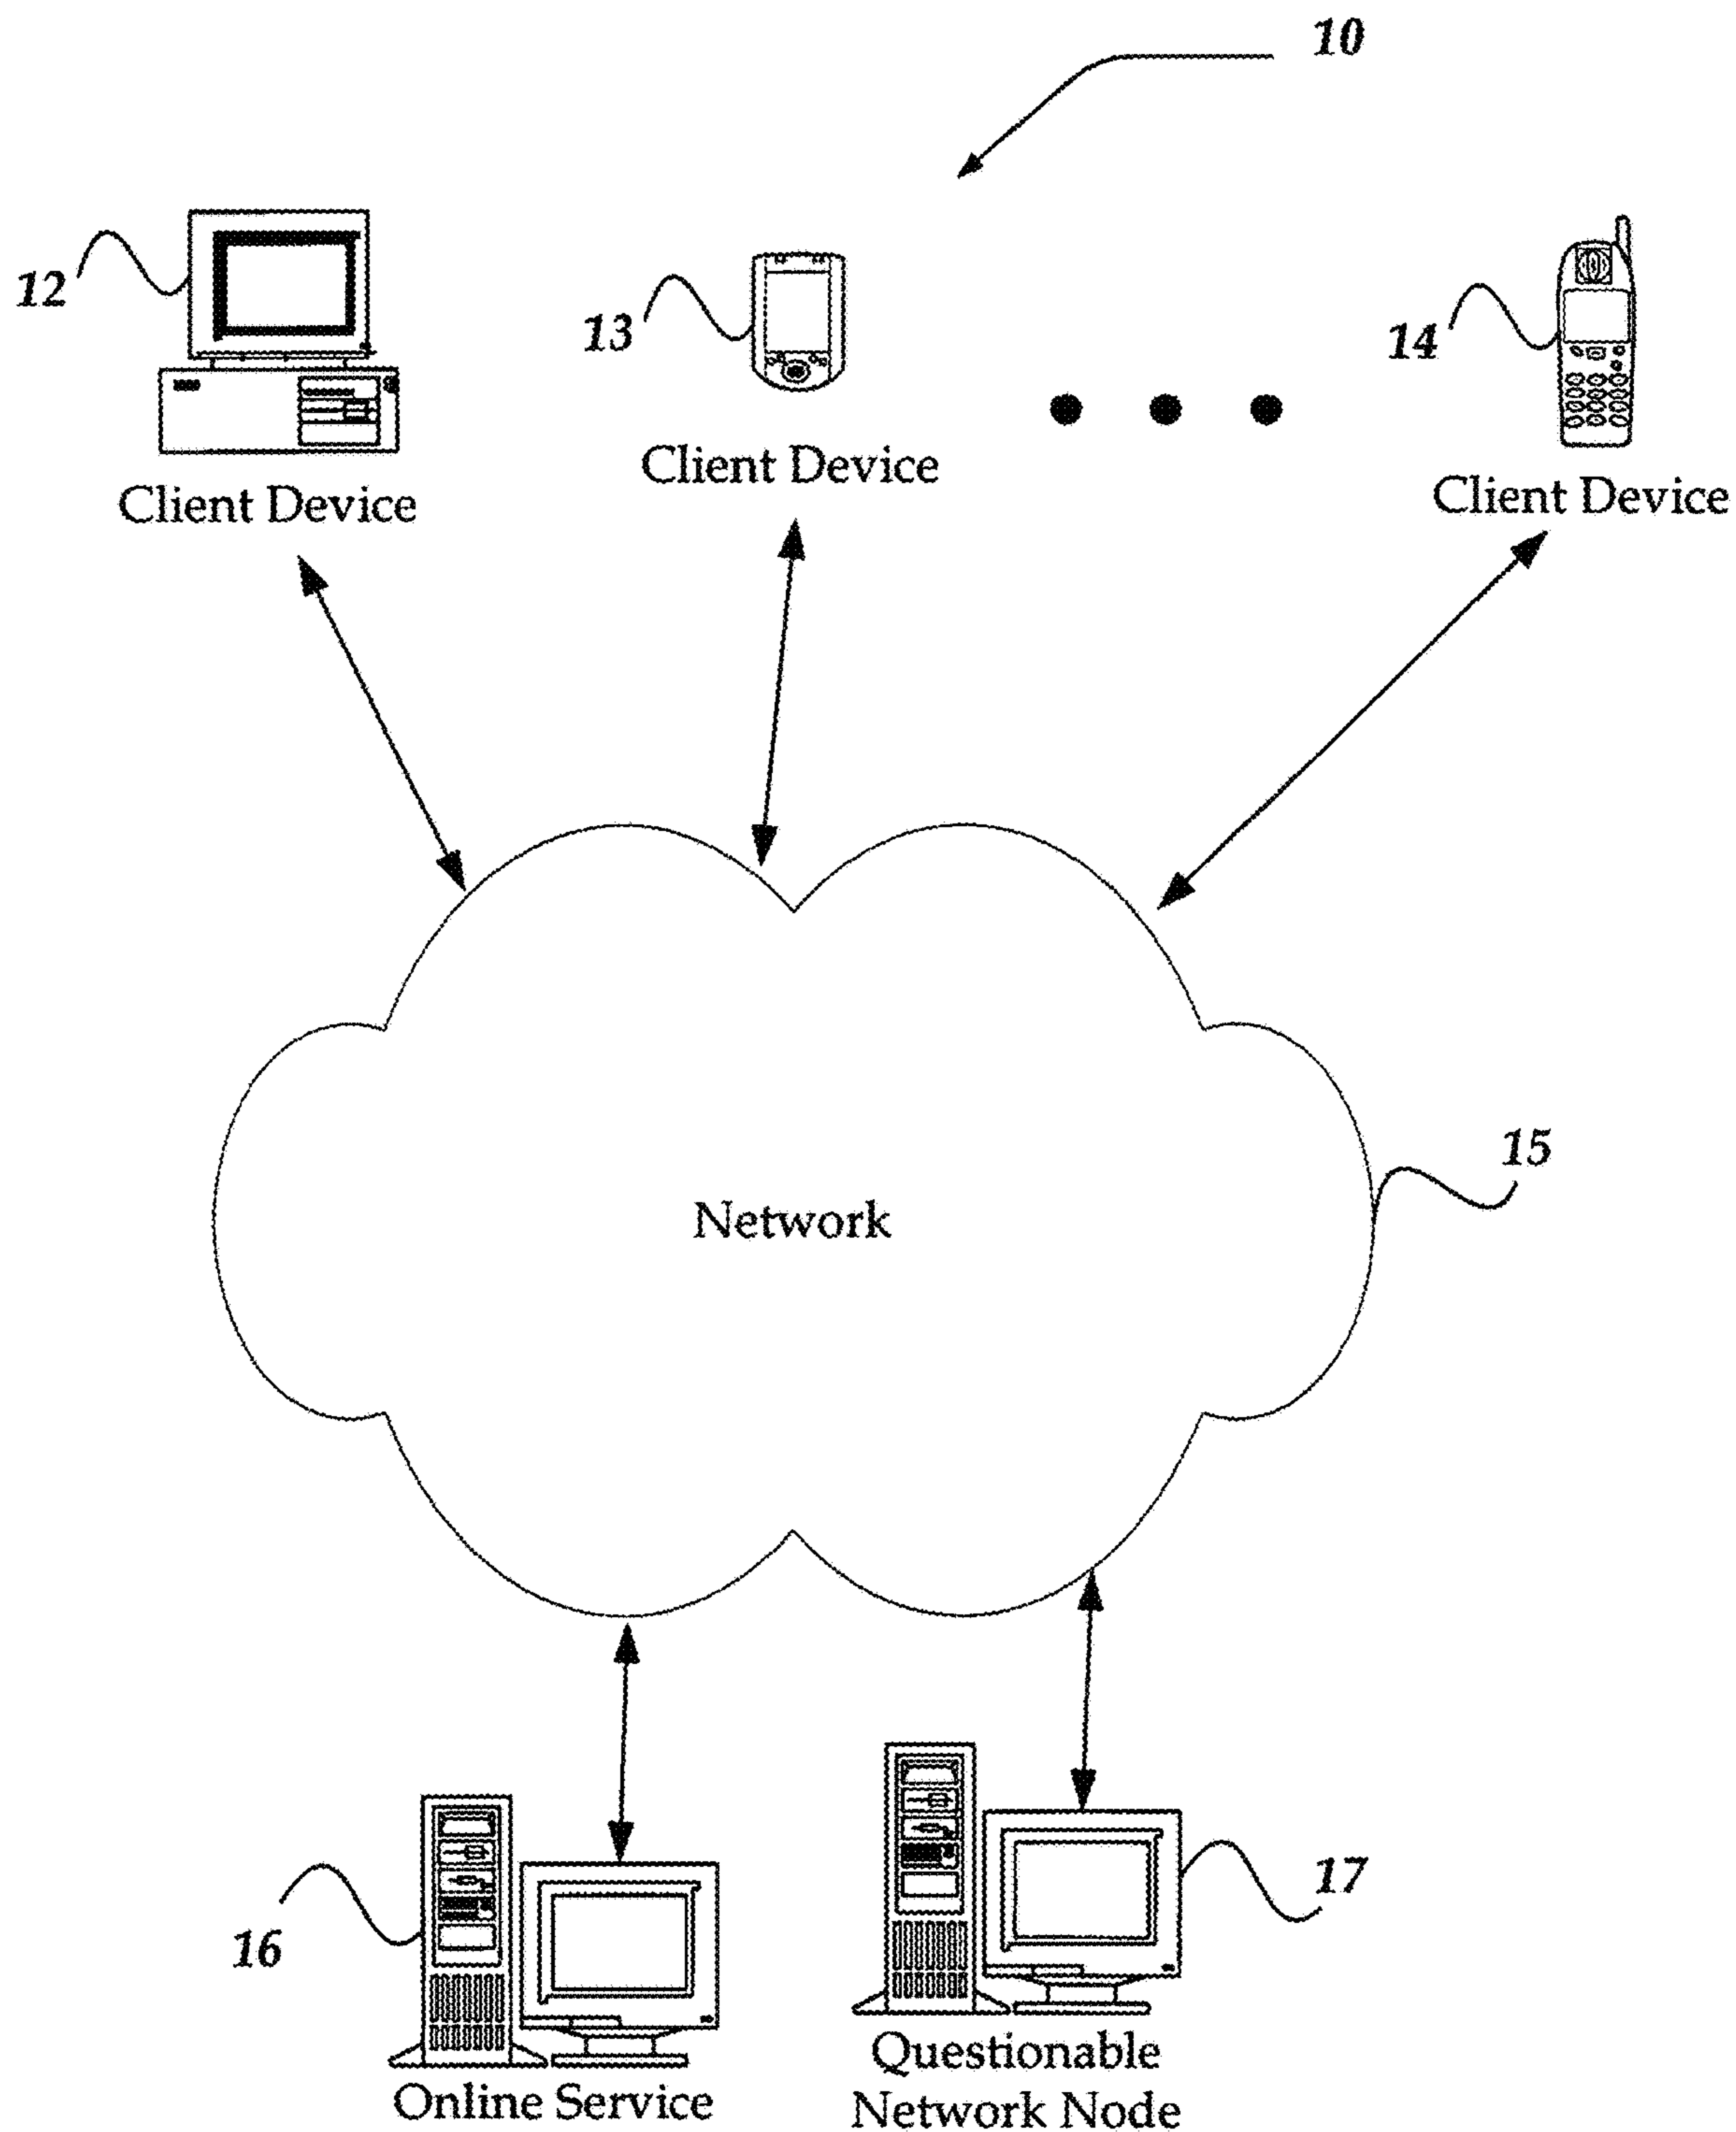 10
12
13
14
Client Device
Client Device
Client Device
15
Network
16
17
Online Service
Questionable
Network Node